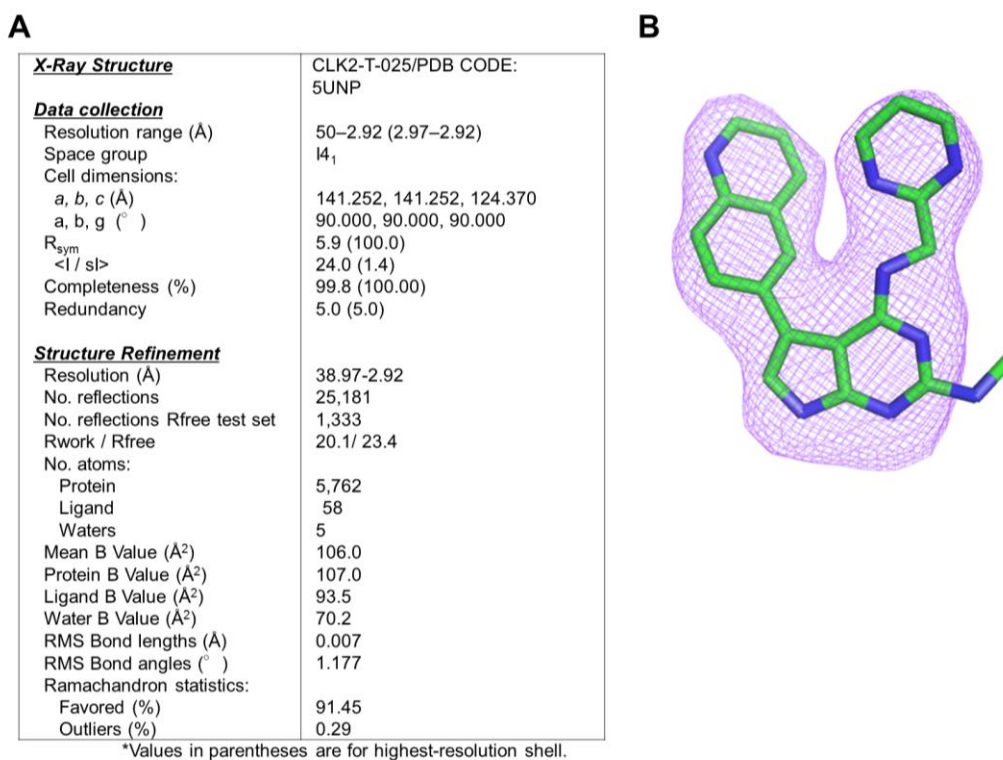 A
B
X-Ray Structure CLK2-T-025/PDB CODE:
5UNP
Data collection
Resolution range (Å) 50–2.92 (2.97–2.92)
Space group I4₁
Cell dimensions:
a, b, c (Å) 141.252, 141.252, 124.370
a, b, g (° ) 90.000, 90.000, 90.000
Rsym 5.9 (100.0)
<I / sI> 24.0 (1.4)
Completeness (%) 99.8 (100.00)
Redundancy 5.0 (5.0)
Structure Refinement
Resolution (Å) 38.97-2.92
No. reflections 25,181
No. reflections Rfree test set 1,333
Rwork / Rfree 20.1/ 23.4
No. atoms:
Protein 5,762
Ligand 58
Waters 5
Mean B Value (Å²) 106.0
Protein B Value (Å²) 107.0
Ligand B Value (Å²) 93.5
Water B Value (Å²) 70.2
RMS Bond lengths (Å) 0.007
RMS Bond angles (° ) 1.177
Ramachandron statistics:
Favored (%) 91.45
Outliers (%) 0.29
*Values in parentheses are for highest-resolution shell.